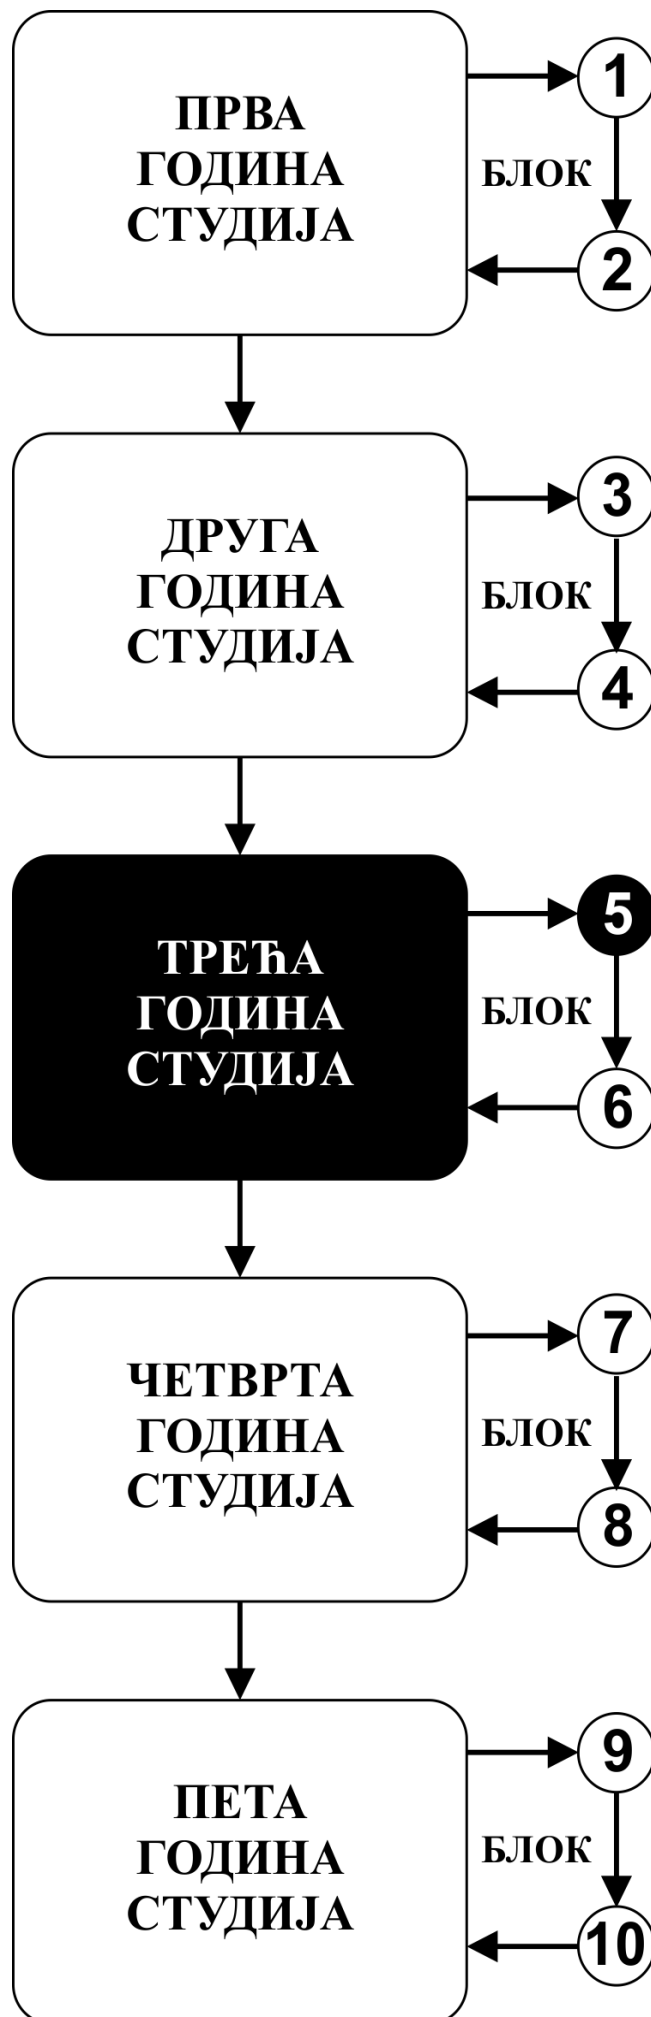 ПРВА
ГОДИНА
СТУДИЈА
1
БЛОК
2
ДРУГА
ГОДИНА
СТУДИЈА
3
БЛОК
4
ТРЕЋА
ГОДИНА
СТУДИЈА
5
БЛОК
6
ЧЕТВРТА
ГОДИНА
СТУДИЈА
7
БЛОК
8
ПЕТА
ГОДИНА
СТУДИЈА
9
БЛОК
10